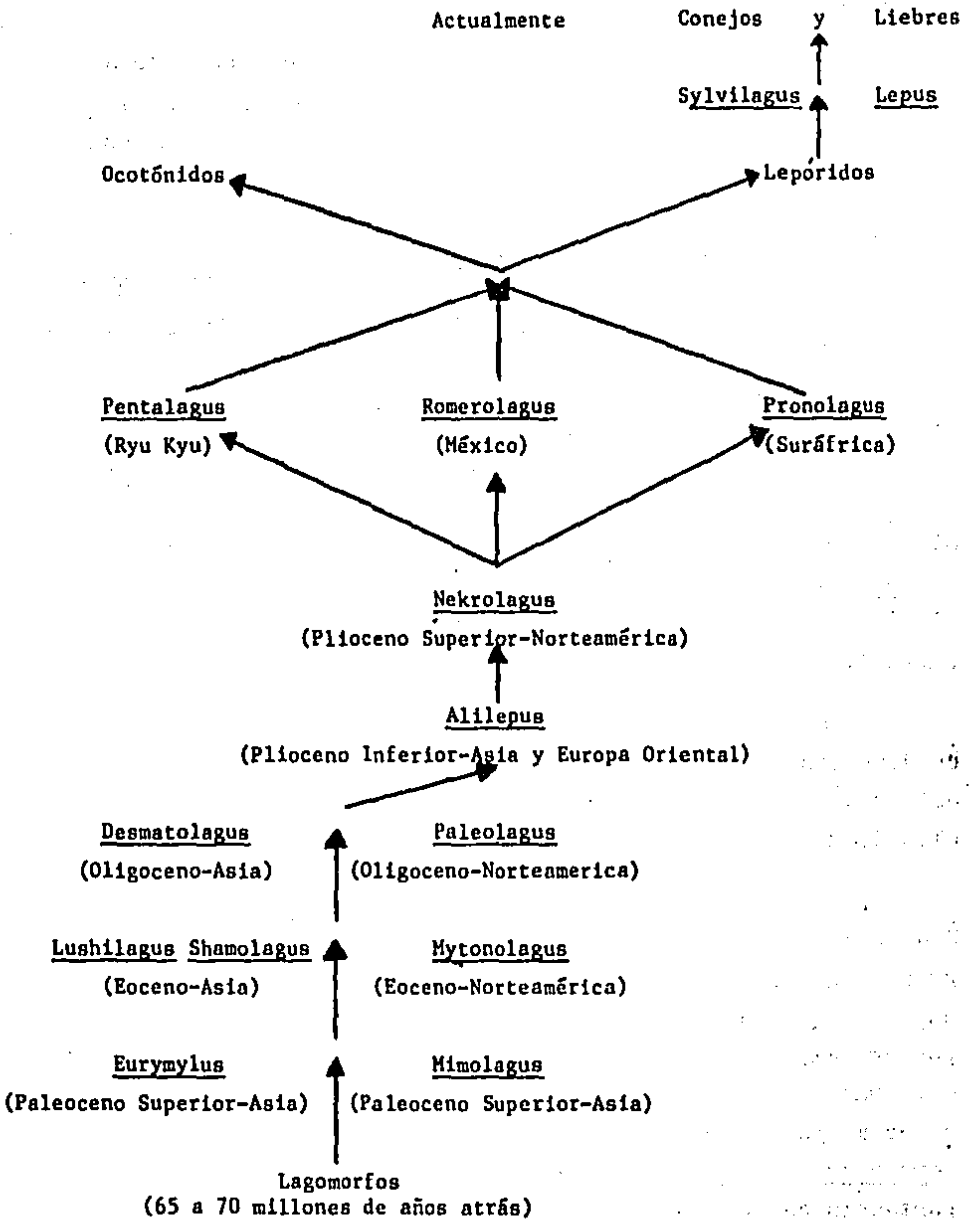 Actualmente Conejos y Liebres
Sylvilagus Lepus
Ocotónidos Lepóridos
Pentalagus Romerolagus Pronolagus
(Ryu Kyu) (México) (Suráfrica)
Nekrolagus
(Plioceno Superior-Norteamérica)
Alilepus
(Plioceno Inferior-Asia y Europa Oriental)
Desmatolagus Paleolagus
(Oligoceno-Asia) (Oligoceno-Norteamerica)
Lushilagus Shamolagus Mytonolagus
(Eoceno-Asia) (Eoceno-Norteamérica)
Eurymylus Mimolagus
(Paleoceno Superior-Asia) (Paleoceno Superior-Asia)
Lagomorfos
(65 a 70 millones de años atrás)